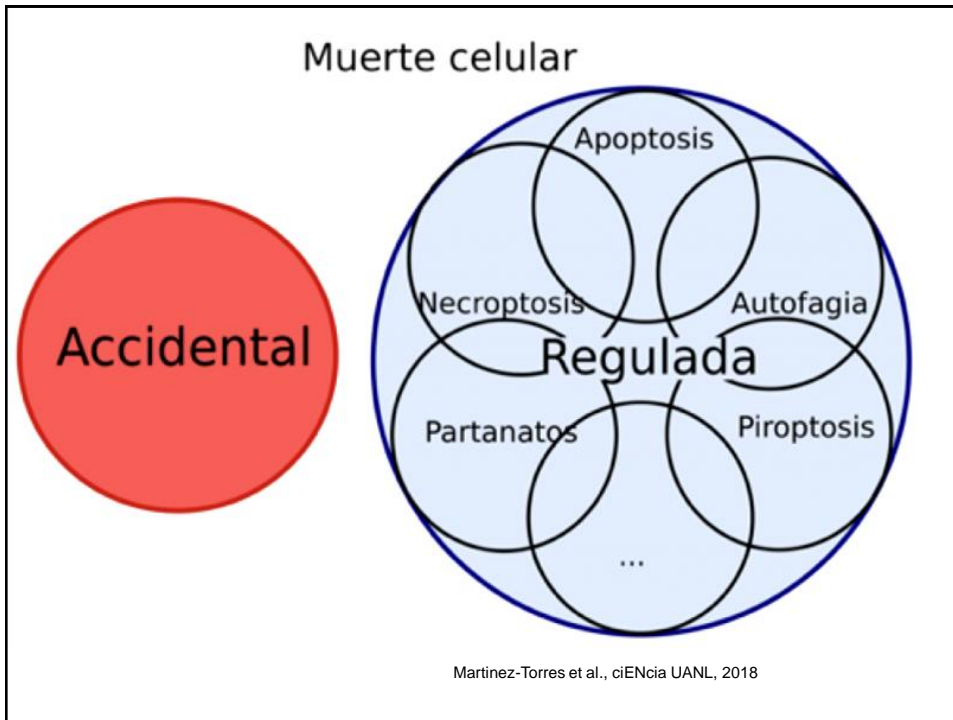 Muerte celular
Accidental
Apoptosis
Necroptosis
Autofagia
Regulada
Partanatos
Piroptosis
...
Martinez-Torres et al., ciENcia UANL, 2018